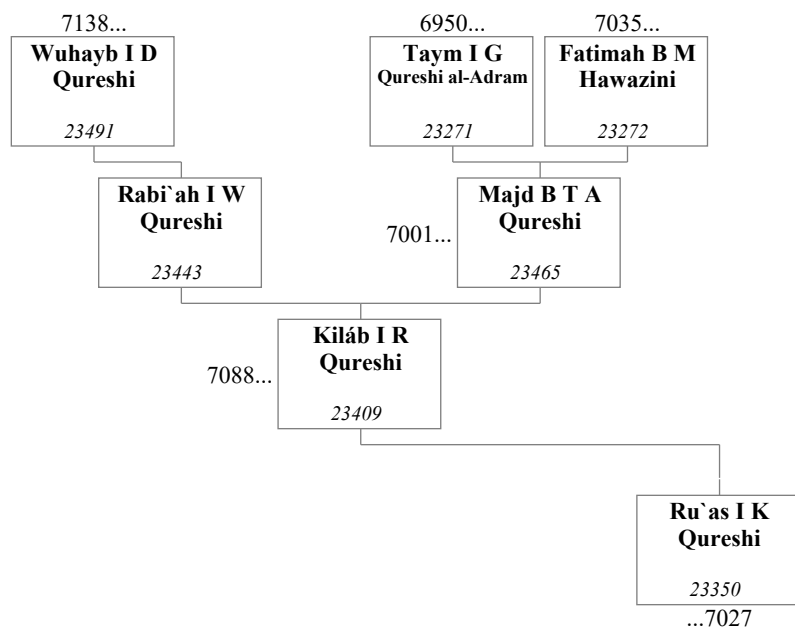 7138...
6950...
7035...
Wuhayb I D
Qureshi
23491
Taym I G
Qureshi al-Adram
23271
Fatimah B M
Hawazini
23272
Rabi`ah I W
Qureshi
23443
7001...
Majd B T A
Qureshi
23465
7088...
Kiláb I R
Qureshi
23409
Ru`as I K
Qureshi
23350
...7027